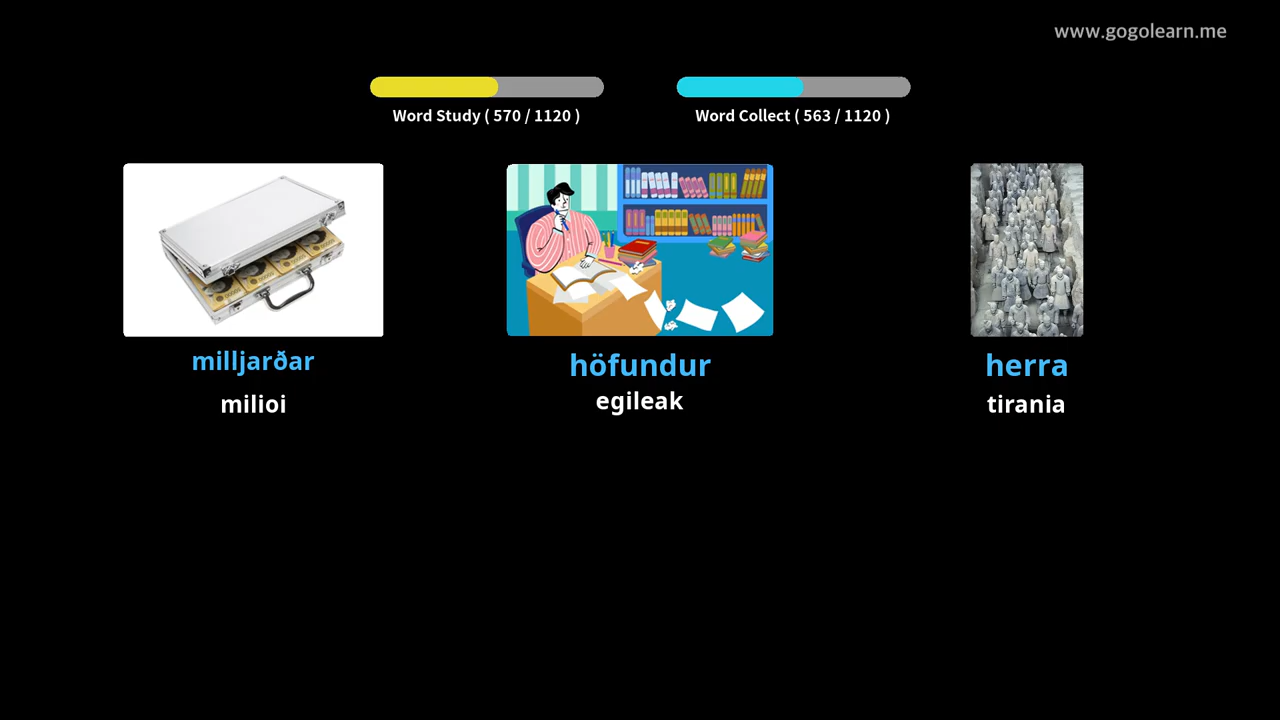 www.gogolearn.me
Word Study ( 570 / 1120 )
Word Collect ( 563 / 1120 )
milljarðar
höfundur
herra
milioi
egileak
tirania